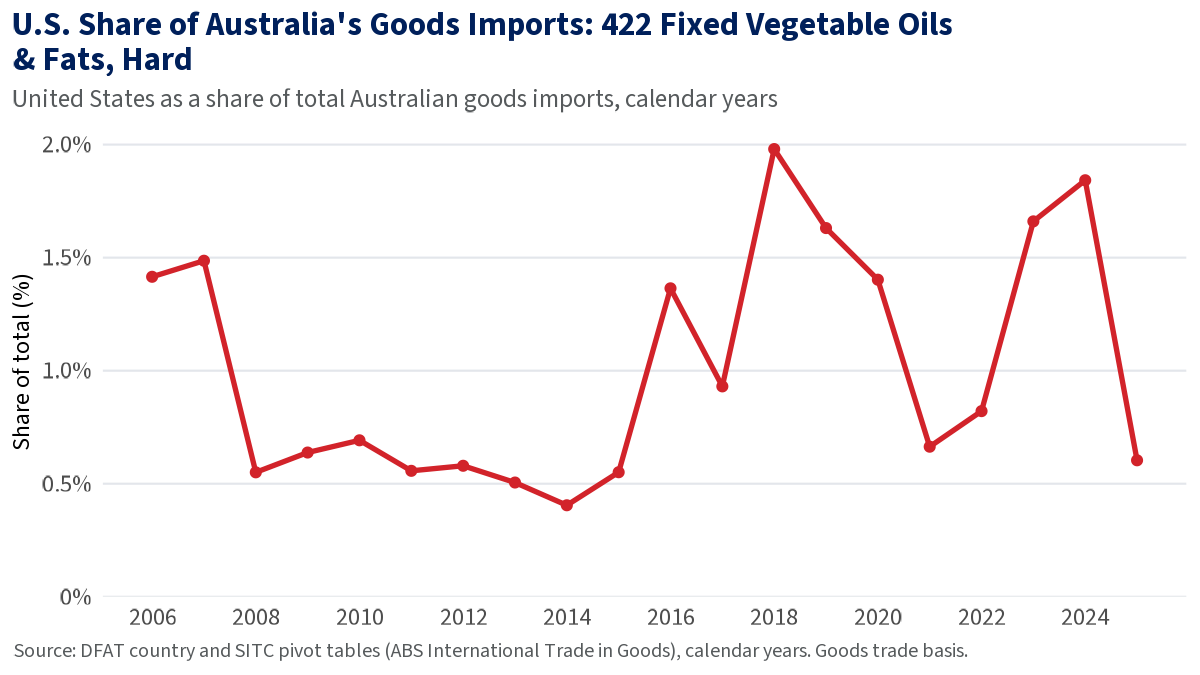 U.S. Share of Australia's Goods Imports: 422 Fixed Vegetable Oils
& Fats, Hard
United States as a share of total Australian goods imports, calendar years
Share of total (%)
2.0%
1.5%
1.0%
0.5%
0%
2006 2008 2010 2012 2014 2016 2018 2020 2022 2024
Source: DFAT country and SITC pivot tables (ABS International Trade in Goods), calendar years. Goods trade basis.